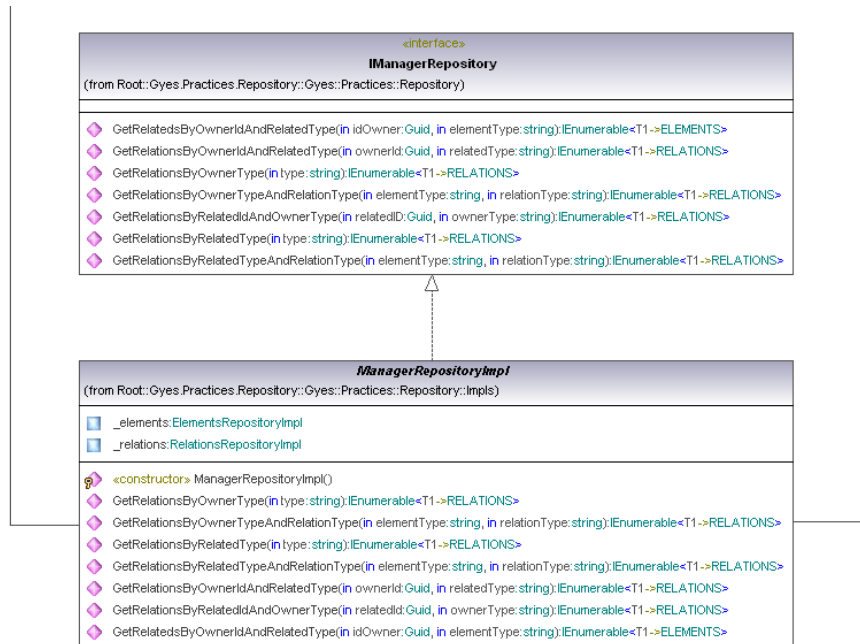 «interface»
IManagerRepository
(from Root::Gyes.Practices.Repository::Gyes::Practices::Repository)
GetRelatedsByOwnerIdAndRelatedType(in idOwner:Guid, in elementType:string):IEnumerable<T1->ELEMENTS>
GetRelationsByOwnerIdAndRelatedType(in ownerId:Guid, in relatedType:string):IEnumerable<T1->RELATIONS>
GetRelationsByOwnerType(in type:string):IEnumerable<T1->RELATIONS>
GetRelationsByOwnerTypeAndRelationType(in elementType:string, in relationType:string):IEnumerable<T1->RELATIONS>
GetRelationsByRelatedIdAndOwnerType(in relatedID:Guid, in ownerType:string):IEnumerable<T1->RELATIONS>
GetRelationsByRelatedType(in type:string):IEnumerable<T1->RELATIONS>
GetRelationsByRelatedTypeAndRelationType(in elementType:string, in relationType:string):IEnumerable<T1->RELATIONS>
ManagerRepositoryImpl
(from Root::Gyes.Practices.Repository::Gyes::Practices::Repository::Impls)
_elements:ElementsRepositoryImpl
_relations:RelationsRepositoryImpl
«constructor» ManagerRepositoryImpl()
GetRelationsByOwnerType(in type:string):IEnumerable<T1->RELATIONS>
GetRelationsByOwnerTypeAndRelationType(in elementType:string, in relationType:string):IEnumerable<T1->RELATIONS>
GetRelationsByRelatedType(in type:string):IEnumerable<T1->RELATIONS>
GetRelationsByRelatedTypeAndRelationType(in elementType:string, in relationType:string):IEnumerable<T1->RELATIONS>
GetRelationsByOwnerIdAndRelatedType(in ownerId:Guid, in relatedType:string):IEnumerable<T1->RELATIONS>
GetRelationsByRelatedIdAndOwnerType(in relatedId:Guid, in ownerType:string):IEnumerable<T1->RELATIONS>
GetRelatedsByOwnerIdAndRelatedType(in idOwner:Guid, in elementType:string):IEnumerable<T1->ELEMENTS>